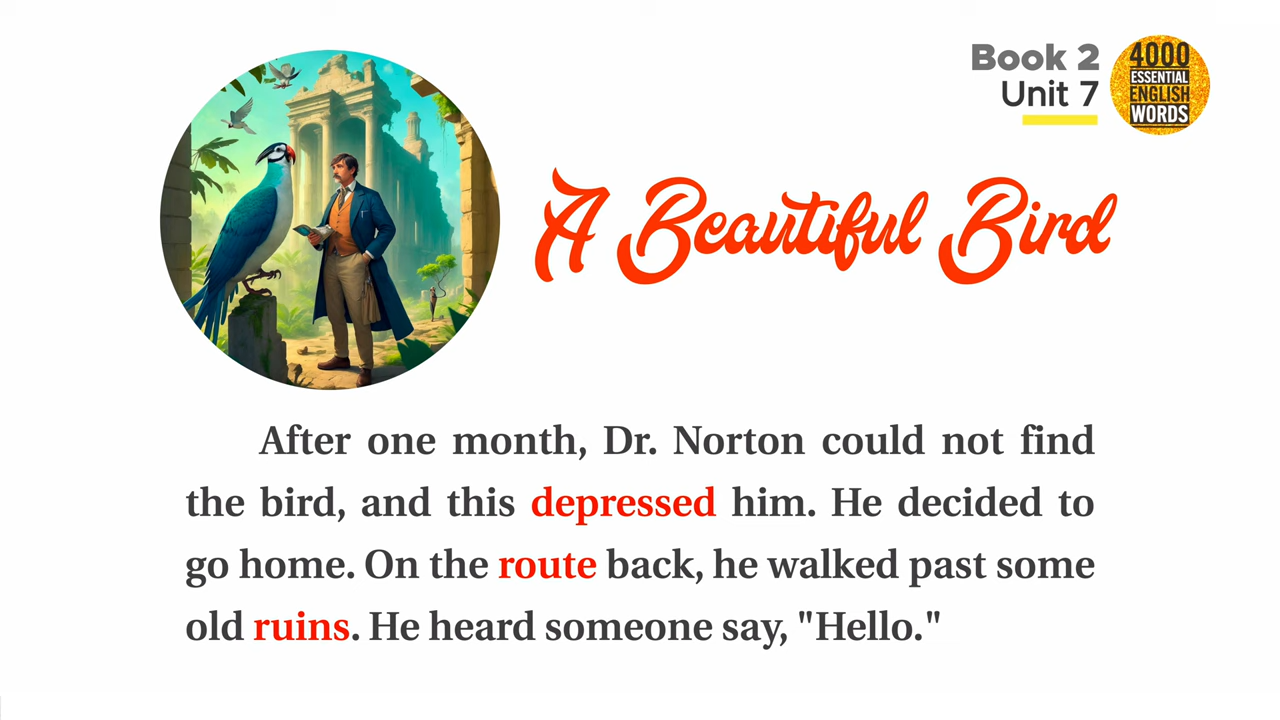 Book 2
Unit 7
4000
ESSENTIAL
ENGLISH
WORDS
A Beautiful Bird
After one month, Dr. Norton could not find
the bird, and this depressed him. He decided to
go home. On the route back, he walked past some
old ruins. He heard someone say, "Hello."